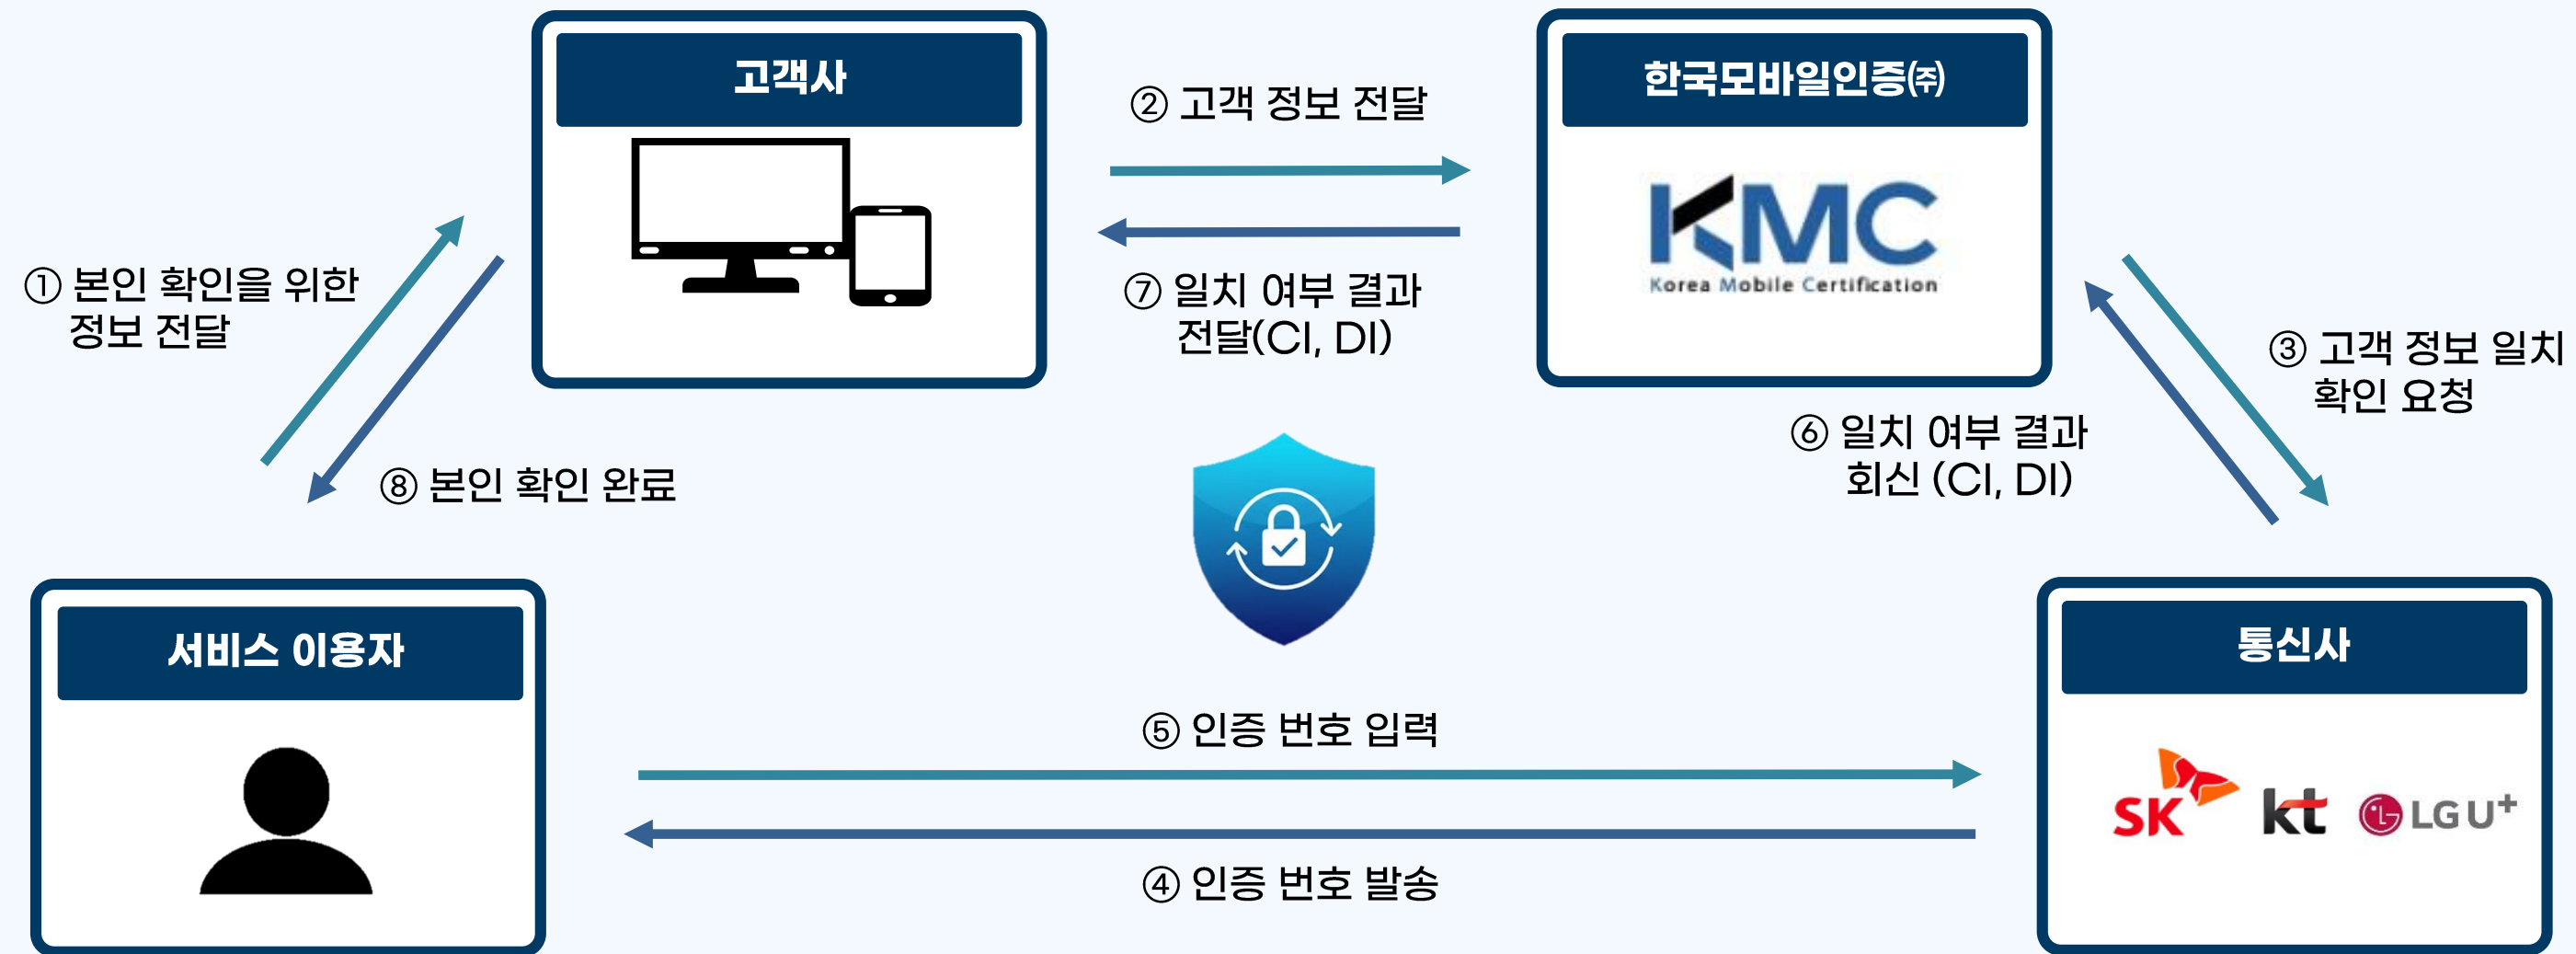 고객사
한국모바일인증㈜
② 고객 정보 전달
KMC
Korea Mobile Certification
① 본인 확인을 위한
정보 전달
⑦ 일치 여부 결과
전달(CI, DI)
③ 고객 정보 일치
확인 요청
⑥ 일치 여부 결과
회신 (CI, DI)
⑧ 본인 확인 완료
서비스 이용자
통신사
⑤ 인증 번호 입력
SK kt LG U+
④ 인증 번호 발송